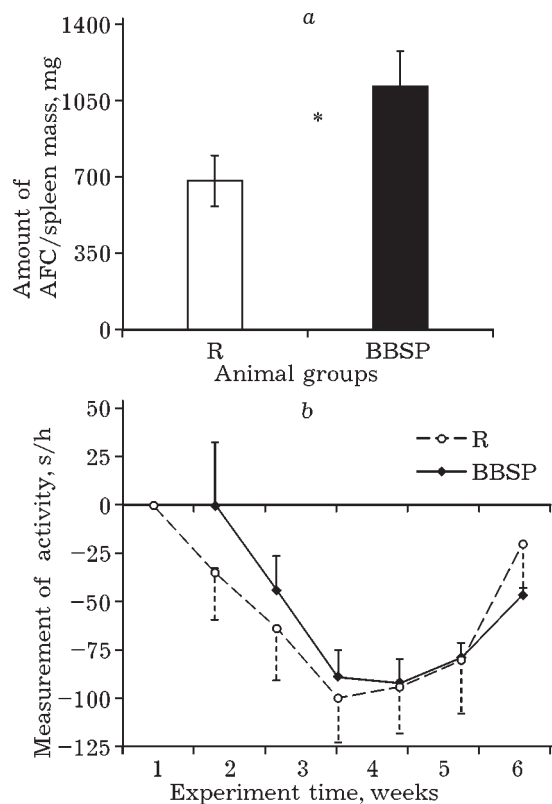 a
1400
1050
700
350
0
Amount of
AFC/spleen mass, mg
*
R BBSP
Animal groups
b
50
25
0
−25
−50
−75
−100
−125
Measurement of activity, s/h
R
BBSP
1 2 3 4 5 6
Experiment time, weeks